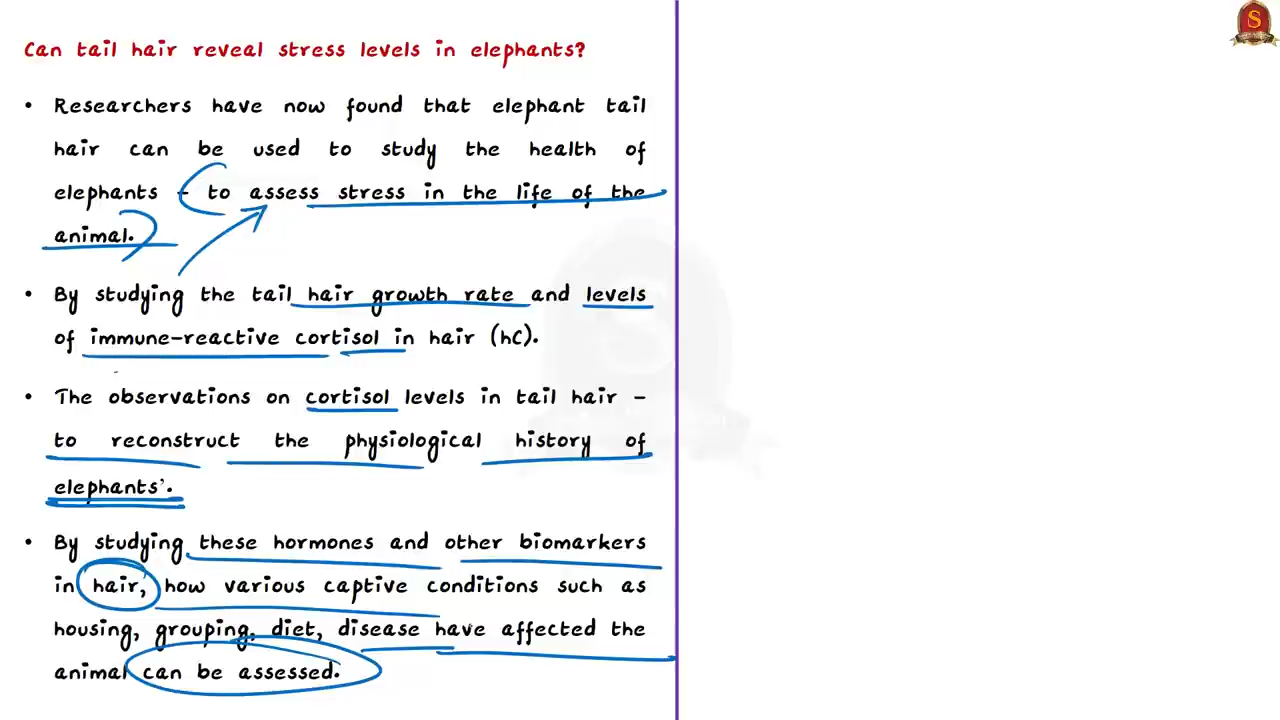 Can tail hair reveal stress levels in elephants?
• Researchers have now found that elephant tail
hair can be used to study the health of
elephants - to assess stress in the life of the
animal.
• By studying the tail hair growth rate and levels
of immune-reactive cortisol in hair (hC).
• The observations on cortisol levels in tail hair –
to reconstruct the physiological history of
elephants'.
• By studying these hormones and other biomarkers
in hair, how various captive conditions such as
housing, grouping, diet, disease have affected the
animal can be assessed.
S